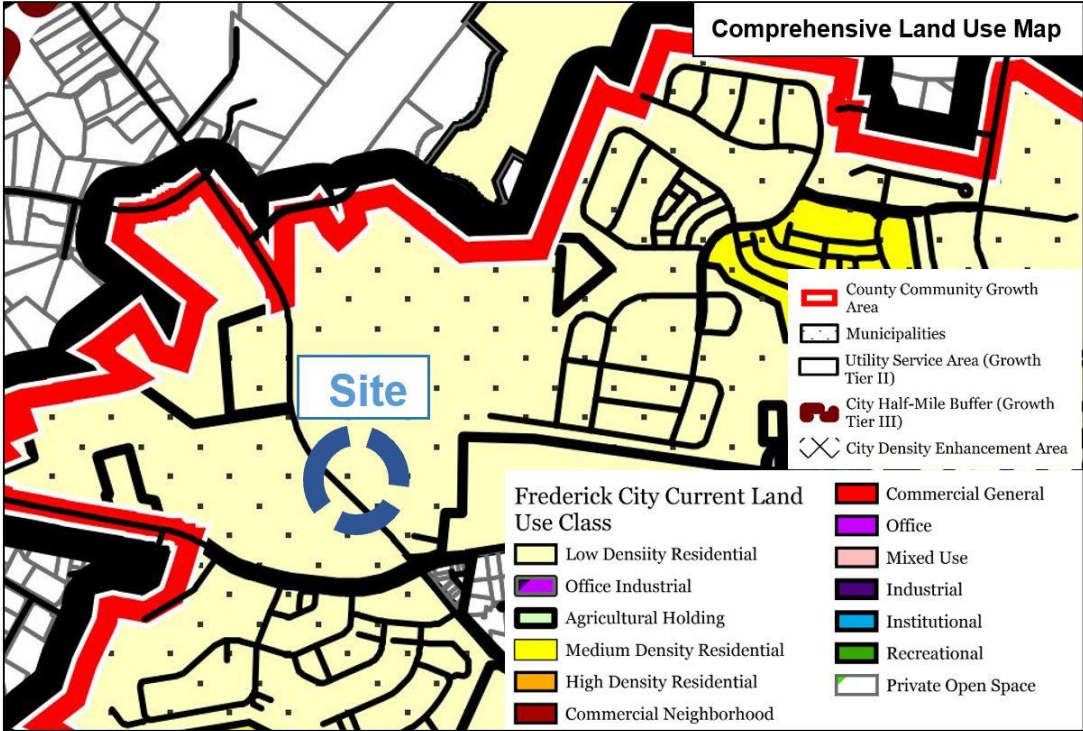 Comprehensive Land Use Map
Site
County Community Growth
Area
Municipalities
Utility Service Area (Growth
Tier II)
City Half-Mile Buffer (Growth
Tier III)
City Density Enhancement Area
Frederick City Current Land
Use Class
Low Densiity Residential
Office Industrial
Agricultural Holding
Medium Density Residential
High Density Residential
Commercial Neighborhood
Commercial General
Office
Mixed Use
Industrial
Institutional
Recreational
Private Open Space